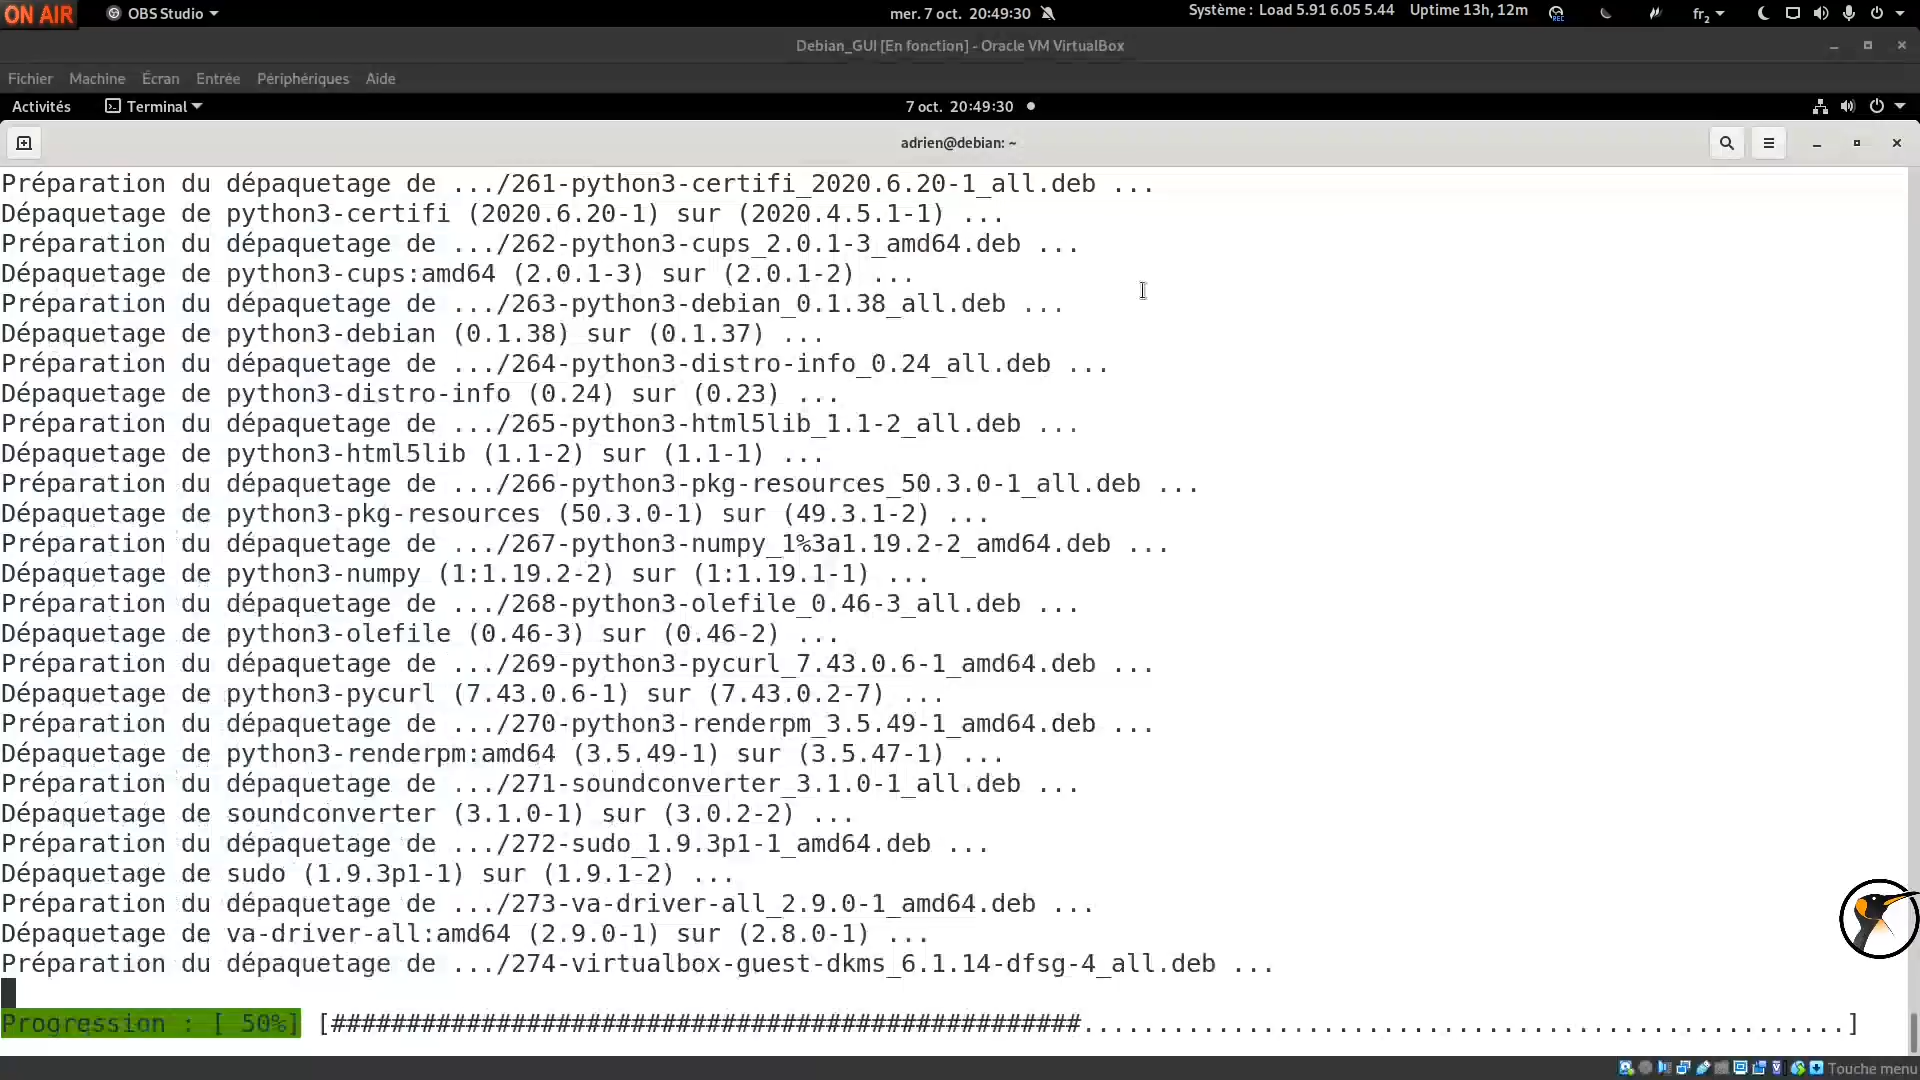 ON AIR OBS Studio mer. 7 oct. 20:49:30 Système : Load 5.91 6.05 5.44 Uptime 13h, 12m REC fr₂
Debian_GUI [En fonction] - Oracle VM VirtualBox
Fichier Machine Écran Entrée Périphériques Aide
Activités Terminal 7 oct. 20:49:30
adrien@debian: ~
Préparation du dépaquetage de .../261-python3-certifi_2020.6.20-1_all.deb ...
Dépaquetage de python3-certifi (2020.6.20-1) sur (2020.4.5.1-1) ...
Préparation du dépaquetage de .../262-python3-cups_2.0.1-3_amd64.deb ...
Dépaquetage de python3-cups:amd64 (2.0.1-3) sur (2.0.1-2) ...
Préparation du dépaquetage de .../263-python3-debian_0.1.38_all.deb ...
Dépaquetage de python3-debian (0.1.38) sur (0.1.37) ...
Préparation du dépaquetage de .../264-python3-distro-info_0.24_all.deb ...
Dépaquetage de python3-distro-info (0.24) sur (0.23) ...
Préparation du dépaquetage de .../265-python3-html5lib_1.1-2_all.deb ...
Dépaquetage de python3-html5lib (1.1-2) sur (1.1-1) ...
Préparation du dépaquetage de .../266-python3-pkg-resources_50.3.0-1_all.deb ...
Dépaquetage de python3-pkg-resources (50.3.0-1) sur (49.3.1-2) ...
Préparation du dépaquetage de .../267-python3-numpy_1%3a1.19.2-2_amd64.deb ...
Dépaquetage de python3-numpy (1:1.19.2-2) sur (1:1.19.1-1) ...
Préparation du dépaquetage de .../268-python3-olefile_0.46-3_all.deb ...
Dépaquetage de python3-olefile (0.46-3) sur (0.46-2) ...
Préparation du dépaquetage de .../269-python3-pycurl_7.43.0.6-1_amd64.deb ...
Dépaquetage de python3-pycurl (7.43.0.6-1) sur (7.43.0.2-7) ...
Préparation du dépaquetage de .../270-python3-renderpm_3.5.49-1_amd64.deb ...
Dépaquetage de python3-renderpm:amd64 (3.5.49-1) sur (3.5.47-1) ...
Préparation du dépaquetage de .../271-soundconverter_3.1.0-1_all.deb ...
Dépaquetage de soundconverter (3.1.0-1) sur (3.0.2-2) ...
Préparation du dépaquetage de .../272-sudo_1.9.3p1-1_amd64.deb ...
Dépaquetage de sudo (1.9.3p1-1) sur (1.9.1-2) ...
Préparation du dépaquetage de .../273-va-driver-all_2.9.0-1_amd64.deb ...
Dépaquetage de va-driver-all:amd64 (2.9.0-1) sur (2.8.0-1) ...
Préparation du dépaquetage de .../274-virtualbox-guest-dkms_6.1.14-dfsg-4_all.deb ...
Progression : [ 50%] [##################################################...................................................]
Touche menu